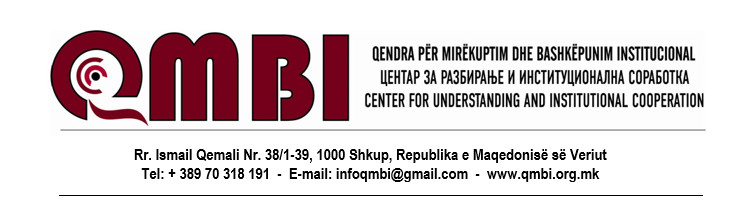 QMBI
QENDRA PËR MIRËKUPTIM DHE BASHKËPUNIM INSTITUCIONAL
ЦЕНТАР ЗА РАЗБИРАЊЕ И ИНСТИТУЦИОНАЛНА СОРАБОТКА
CENTER FOR UNDERSTANDING AND INSTITUTIONAL COOPERATION
Rr. Ismail Qemali Nr. 38/1-39, 1000 Shkup, Republika e Maqedonisë së Veriut
Tel: + 389 70 318 191 - E-mail: infoqmbi@gmail.com - www.qmbi.org.mk